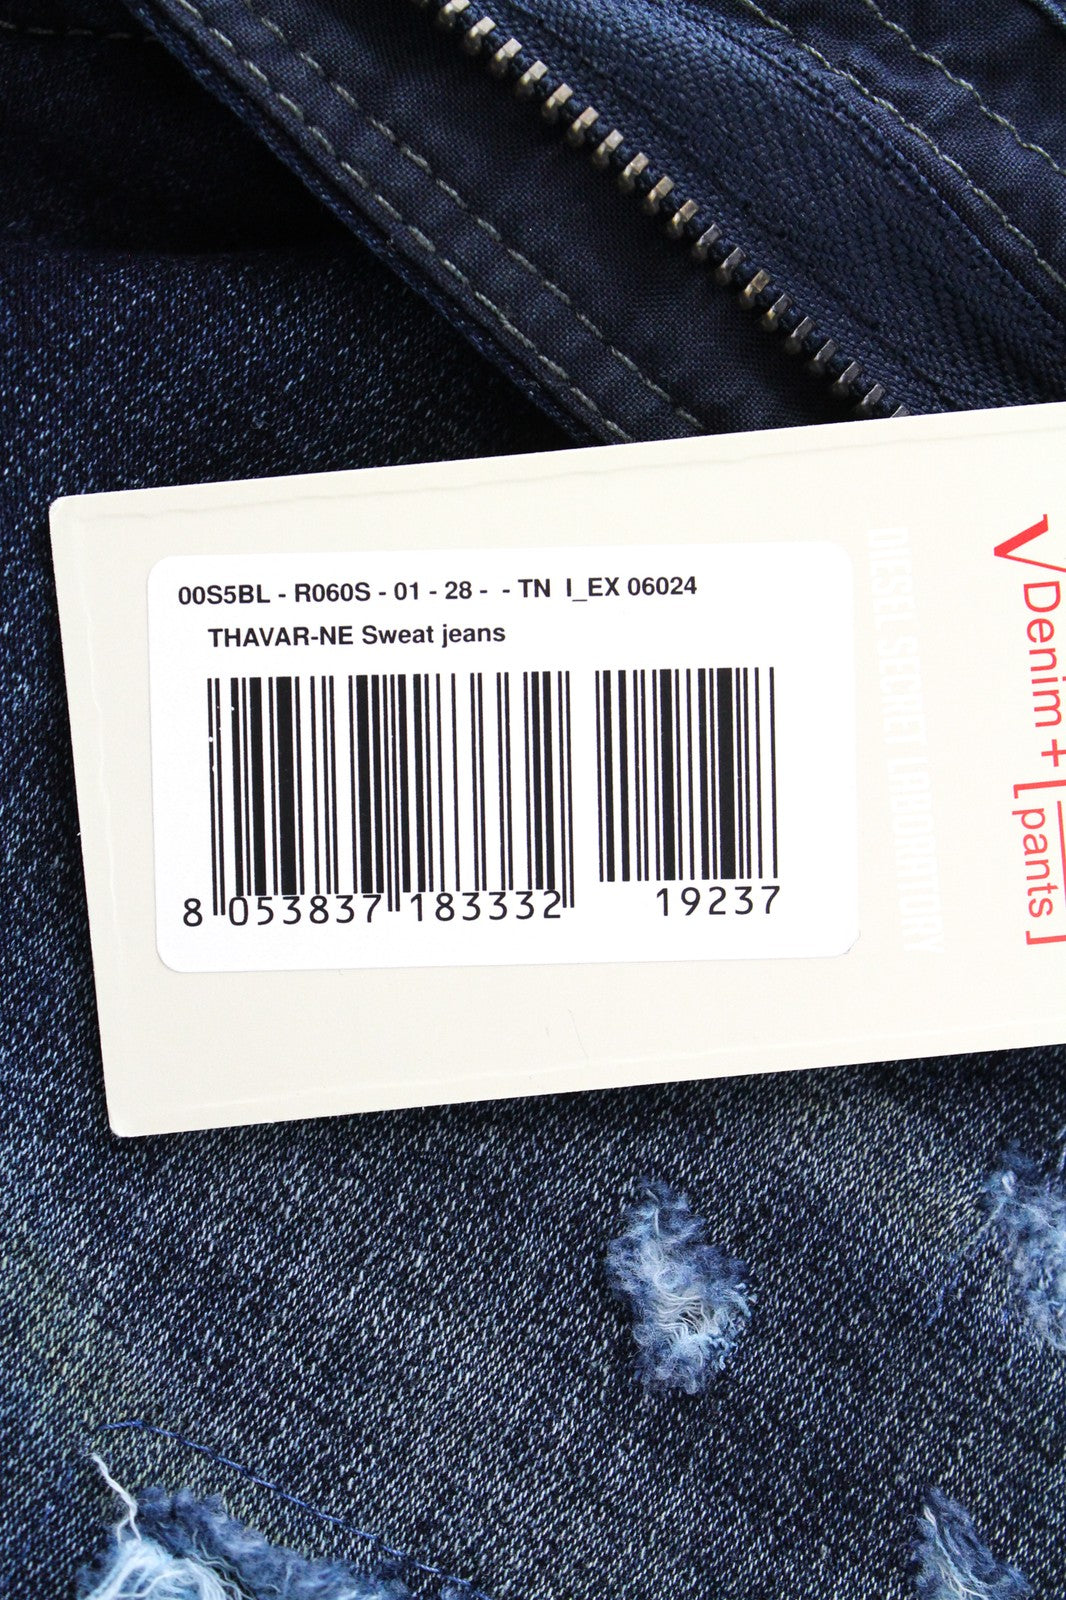 00S5BL - R060S - 01 - 28 - - TN I_EX 06024
THAVAR-NE Sweat jeans
8 053837 183332 19237
DIESEL SECRET LABORATORY
Denim +
[pants]